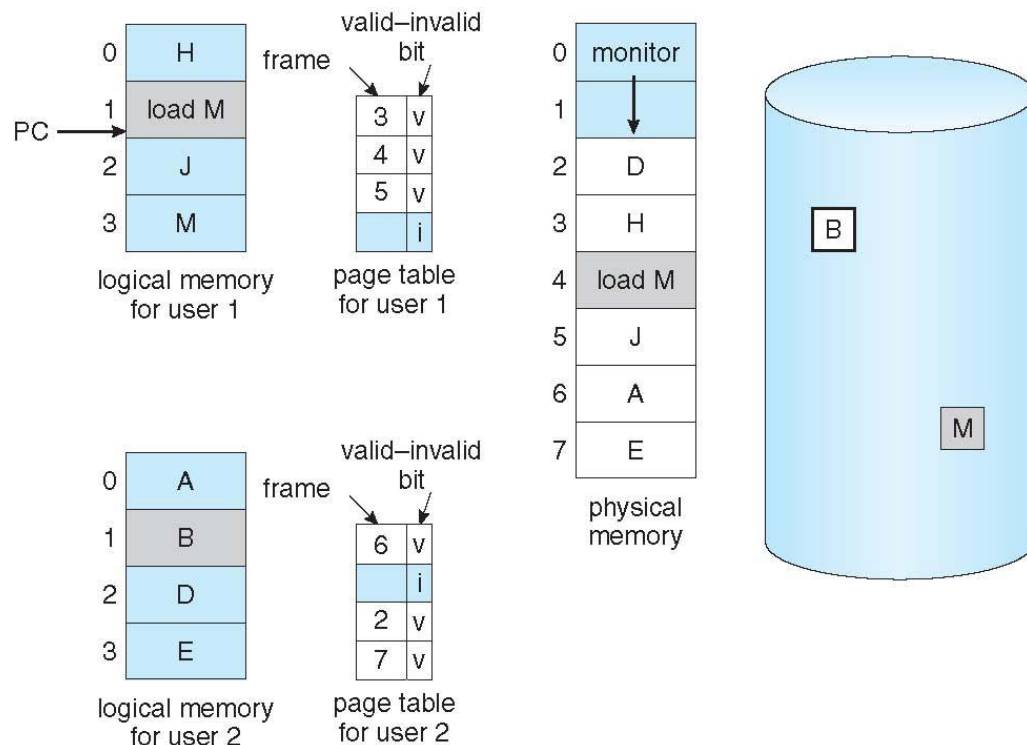 0 H
1 load M
PC
2 J
3 M
logical memory
for user 1
valid–invalid
bit
frame
3 v
4 v
5 v
i
page table
for user 1
0 A
1 B
2 D
3 E
logical memory
for user 2
valid–invalid
bit
frame
6 v
i
2 v
7 v
page table
for user 2
0 monitor
1
2 D
3 H
4 load M
5 J
6 A
7 E
physical
memory
B
M